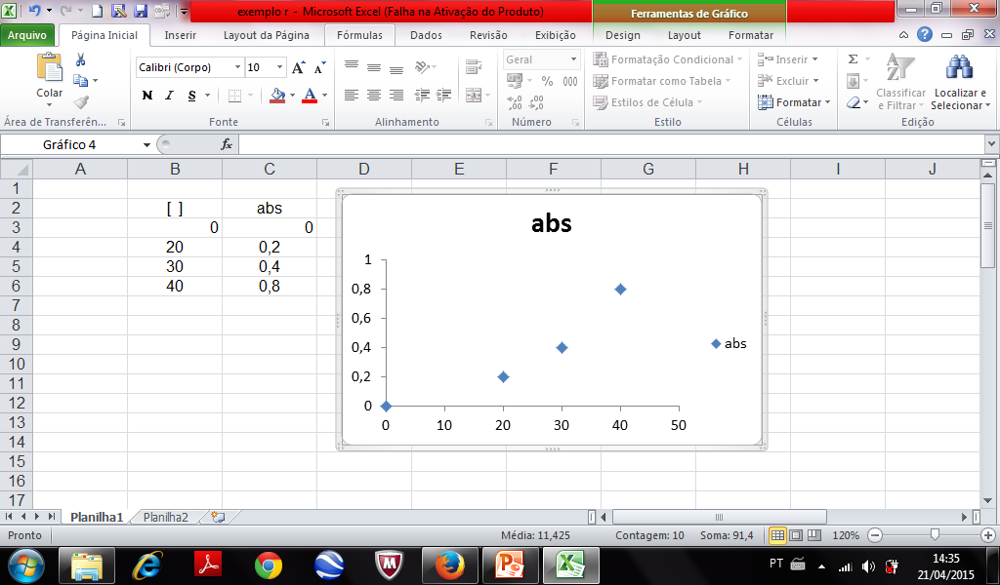 exemplo r - Microsoft Excel (Falha na Ativação do Produto)
Ferramentas de Gráfico
Arquivo Página Inicial Inserir Layout da Página Fórmulas Dados Revisão Exibição Design Layout Formatar
Calibri (Corpo) 10 A A Geral Formatação Condicional Inserir Σ
Colar % 000 Formatar como Tabela Excluir Classificar Localizar e
N I S A ,00 Estilos de Célula Formatar e Filtrar Selecionar
Área de Transferên... Fonte Alinhamento Número Estilo Células Edição
Gráfico 4 fx
A B C D E F G H I J
1
2 [ ] abs
3 0 0
4 20 0,2
5 30 0,4
6 40 0,8
7
8
9
10
11
12
13
14
15
16
17
abs
1
0,8
0,6
0,4
0,2
0
0 10 20 30 40 50
abs
Planilha1 Planilha2
Pronto Média: 11,425 Contagem: 10 Soma: 91,4 120%
PT 14:35
21/04/2015